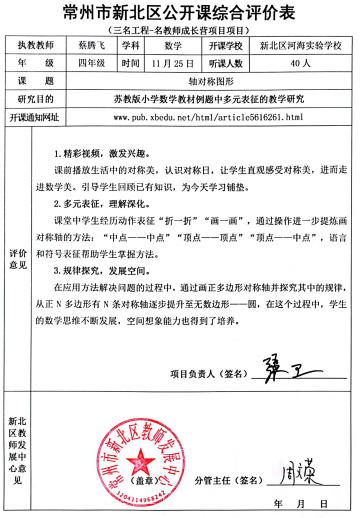 常州市新北区公开课综合评价表
（三名工程-名教师成长营项目项目）
执教教师 蔡腾飞 学科 数学 开课学校 新北区河海实验学校
年 级 四年级 时间 11月25日 听课人数 40人
课 题 轴对称图形
研究目的 苏教版小学数学教材例题中多元表征的教学研究
开课通知网址 www.pub.xbedu.net/html/article5616261.html
评价意见
1.精彩视频，激发兴趣。
课前播放生活中的对称美，认识对称日，让学生直观感受对称美，进而走
进数学美。引导学生回顾已有知识，为今天学习铺垫。
2.多元表征，理解深化。
课堂中学生经历动作表征“折一折”“画一画”，通过操作进一步提炼画
对称轴的方法：“中点——中点”“顶点——顶点”“顶点——中点”，语言
和符号表征帮助学生掌握方法。
3.规律探究，发展空间。
在应用方法解决问题的过程中，通过画正多边形对称轴并探究其中的规律，
从正 N 多边形有 N 条对称轴逐步提升至无数边形——圆，在这个过程中，学生
的数学思维不断发展，空间想象能力也得到了培养。
项目负责人（签名）
新北区教师发展中心意见
常州市新北区教师发展中心
（盖章）
3204114968242
分管主任（签名）
年 月 日